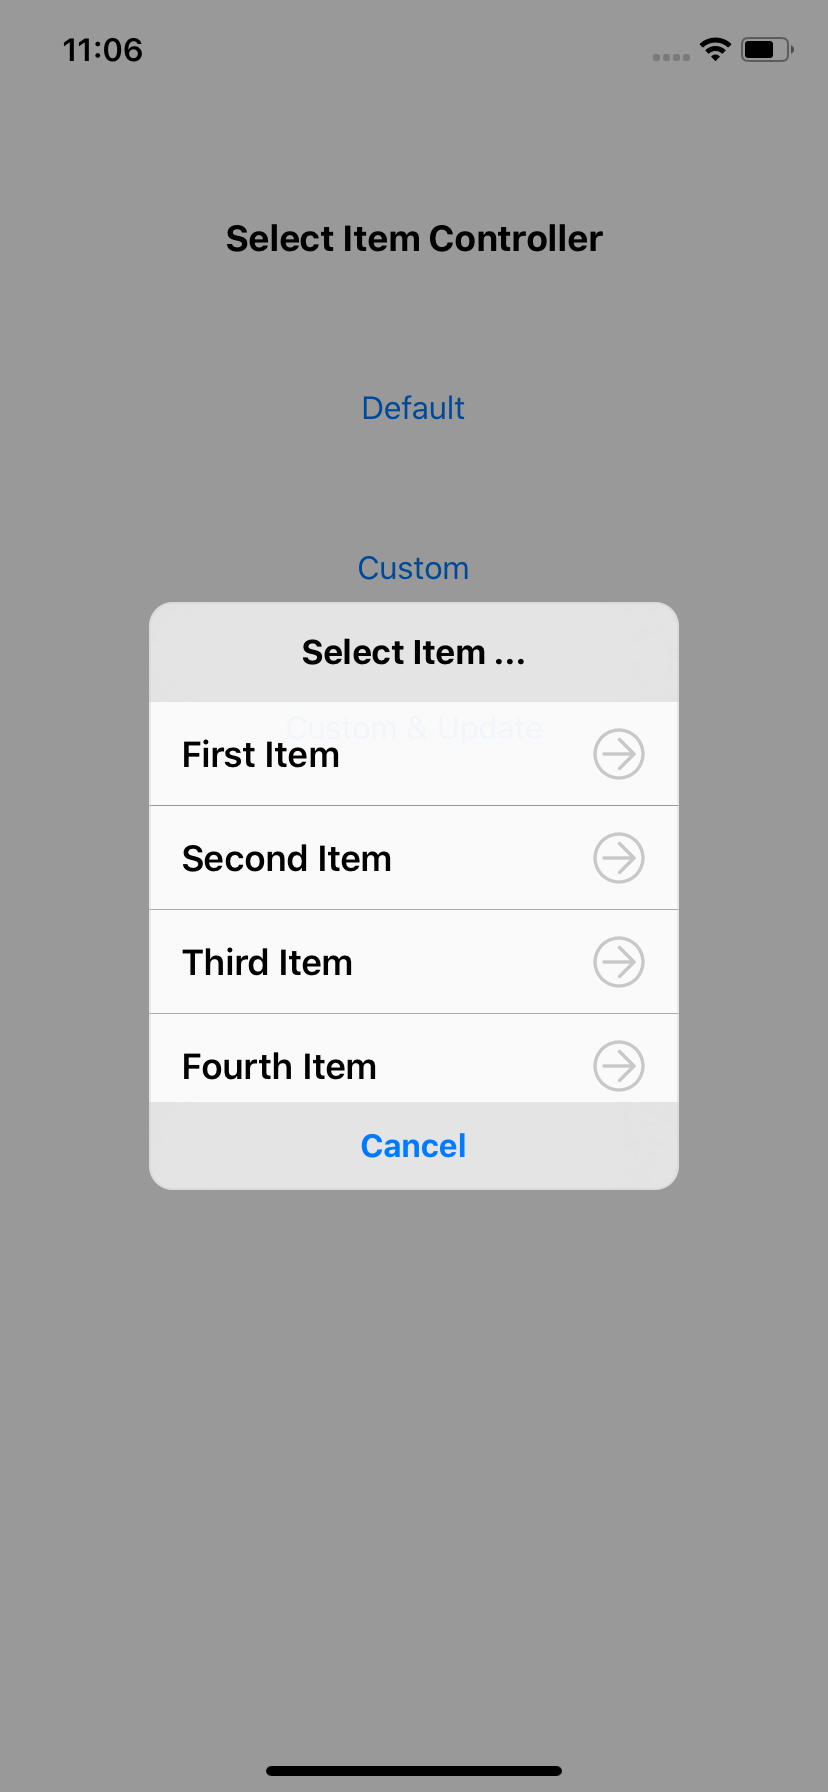 11:06
Select Item Controller
Default
Custom
Select Item ...
Custom & Update
First Item
Second Item
Third Item
Fourth Item
Cancel